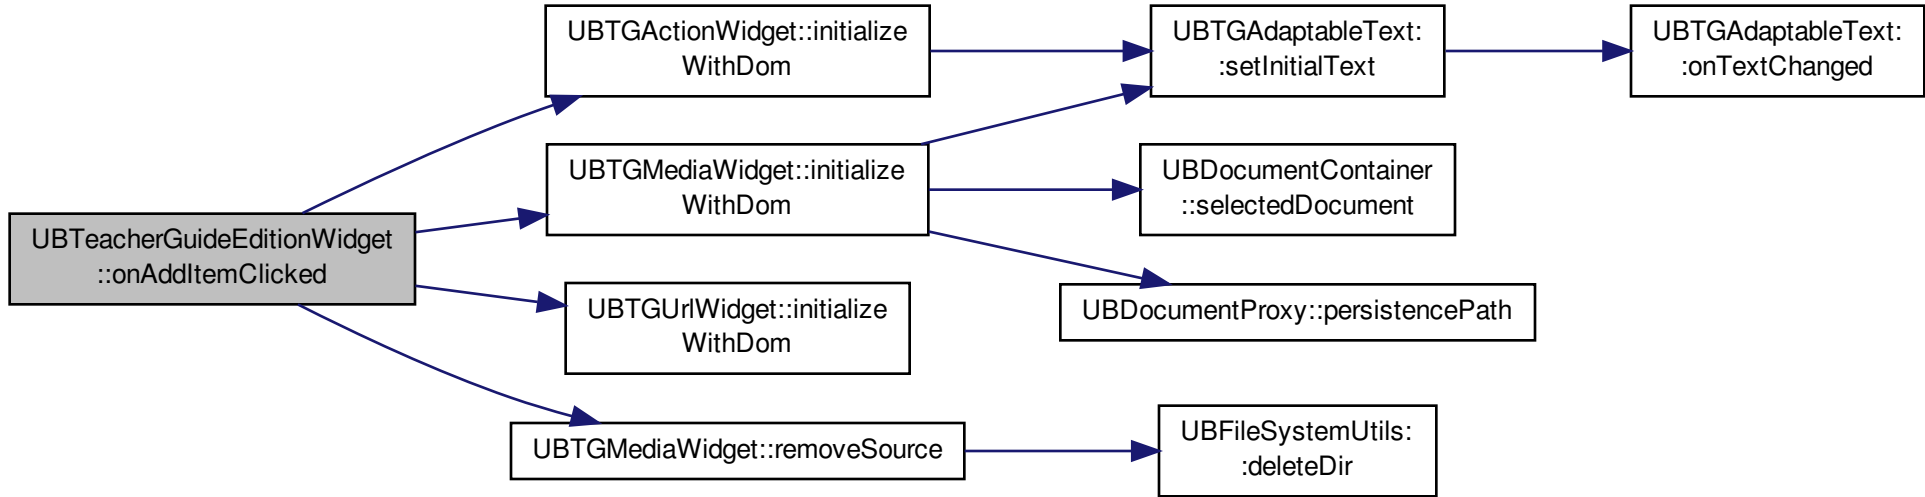 UBTeacherGuideEditionWidget
::onAddItemClicked
UBTGActionWidget::initialize
WithDom
UBTGMediaWidget::initialize
WithDom
UBTGUrlWidget::initialize
WithDom
UBTGMediaWidget::removeSource
UBTGAdaptableText:
:setInitialText
UBDocumentContainer
::selectedDocument
UBDocumentProxy::persistencePath
UBFileSystemUtils:
:deleteDir
UBTGAdaptableText:
:onTextChanged